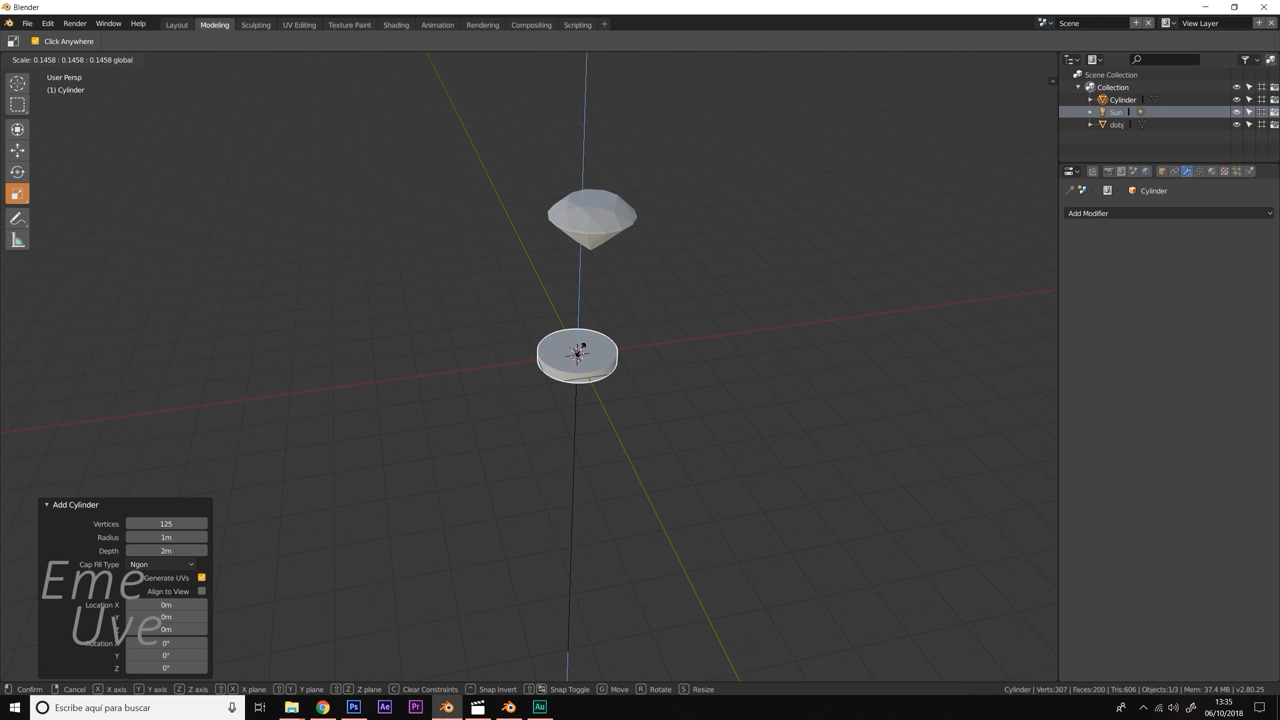 Blender
File Edit Render Window Help Layout Modeling Sculpting UV Editing Texture Paint Shading Animation Rendering Compositing Scripting + Scene View Layer
Click Anywhere
Scale: 0.1458 : 0.1458 : 0.1458 global
User Persp
(1) Cylinder
Scene Collection
Collection
Cylinder
Sun
dobj
Cylinder
Add Modifier
Add Cylinder
Vertices 125
Radius 1m
Depth 2m
Cap Fill Type Ngon
Generate UVs
Align to View
Location X 0m
Y 0m
0m
Rotation X 0°
Y 0°
Z 0°
Eme
Uve
Confirm Cancel X X axis Y Y axis Z Z axis X X plane Y Y plane Z Z plane C Clear Constraints Snap Invert Snap Toggle G Move R Rotate S Resize Cylinder | Verts:307 | Faces:200 | Tris:606 | Objects:1/3 | Mem: 37.4 MB | v2.80.25
Escribe aquí para buscar
Ps Ae Pr Au
13:35
06/10/2018